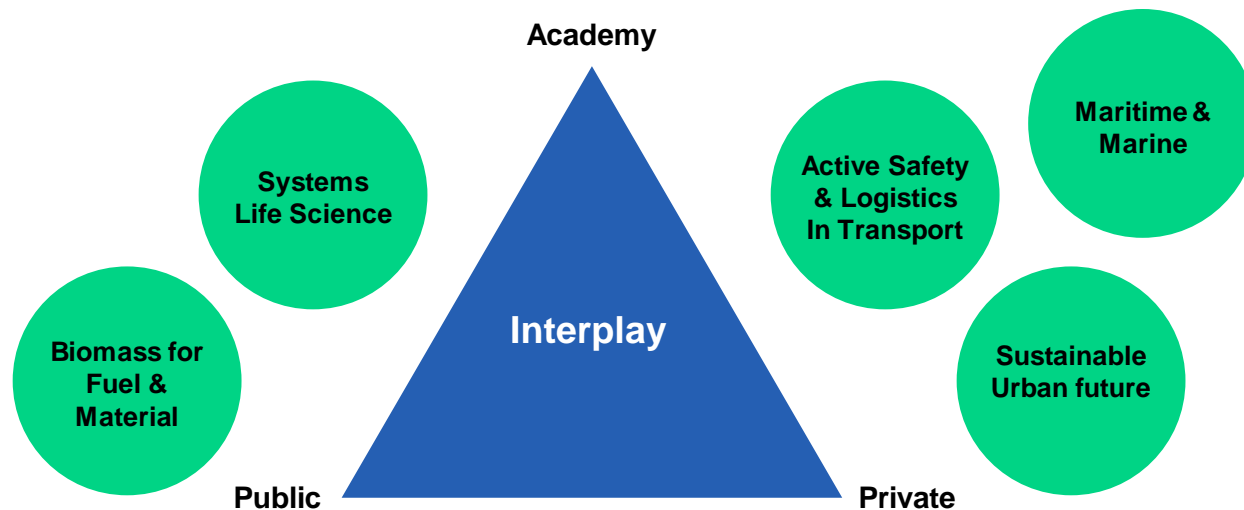 Academy
Systems
Life Science
Biomass for
Fuel &
Material
Interplay
Active Safety
& Logistics
In Transport
Maritime &
Marine
Sustainable
Urban future
Public
Private